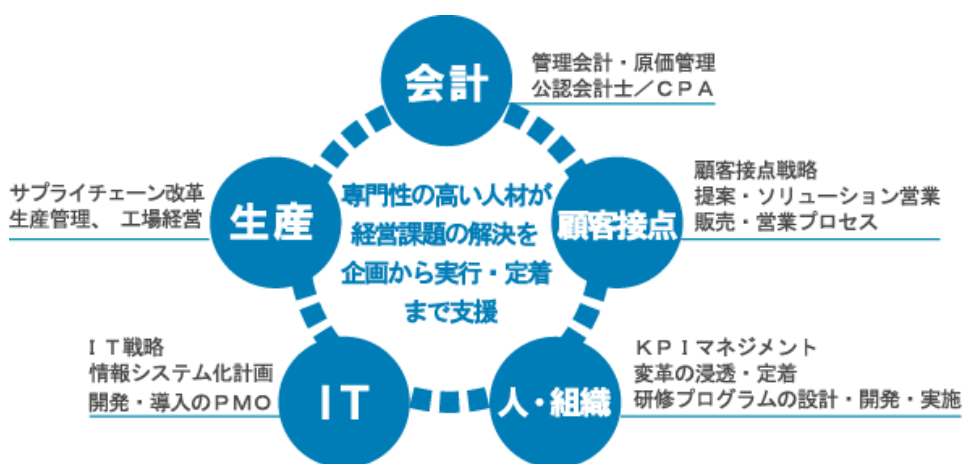 会計
管理会計・原価管理
公認会計士／ＣＰＡ
顧客接点
顧客接点戦略
提案・ソリューション営業
販売・営業プロセス
人・組織
ＫＰＩマネジメント
変革の浸透・定着
研修プログラムの設計・開発・実施
ＩＴ
ＩＴ戦略
情報システム化計画
開発・導入のＰＭＯ
生産
サプライチェーン改革
生産管理、工場経営
専門性の高い人材が
経営課題の解決を
企画から実行・定着
まで支援